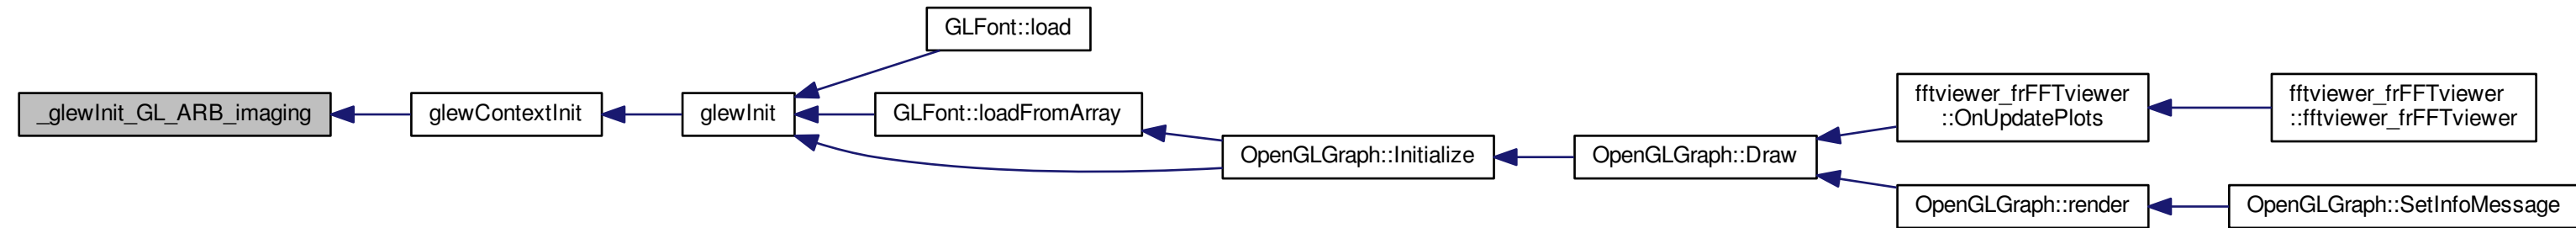 GLFont::load
_glewInit_GL_ARB_imaging
glewContextInit
glewInit
GLFont::loadFromArray
OpenGLGraph::Initialize
OpenGLGraph::Draw
fftviewer_frFFTviewer
::OnUpdatePlots
fftviewer_frFFTviewer
::fftviewer_frFFTviewer
OpenGLGraph::render
OpenGLGraph::SetInfoMessage